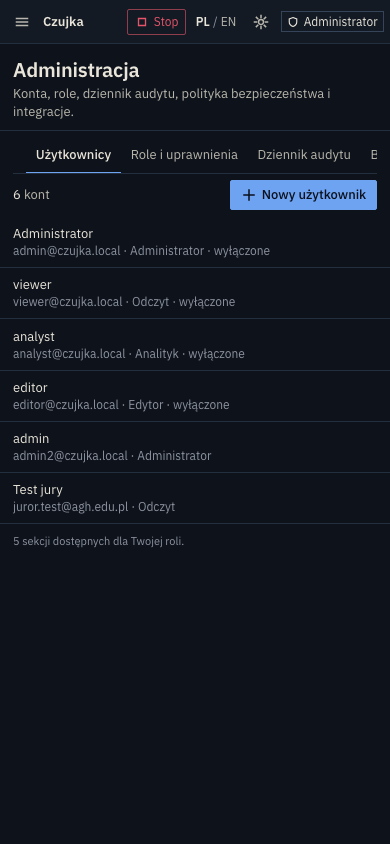 Czujka
Stop
PL / EN
Administrator
Administracja
Konta, role, dziennik audytu, polityka bezpieczeństwa i
integracje.
Użytkownicy
Role i uprawnienia
Dziennik audytu
B
6 kont
Nowy użytkownik
Administrator
admin@czujka.local · Administrator · wyłączone
viewer
viewer@czujka.local · Odczyt · wyłączone
analyst
analyst@czujka.local · Analityk · wyłączone
editor
editor@czujka.local · Edytor · wyłączone
admin
admin2@czujka.local · Administrator
Test jury
juror.test@agh.edu.pl · Odczyt
5 sekcji dostępnych dla Twojej roli.